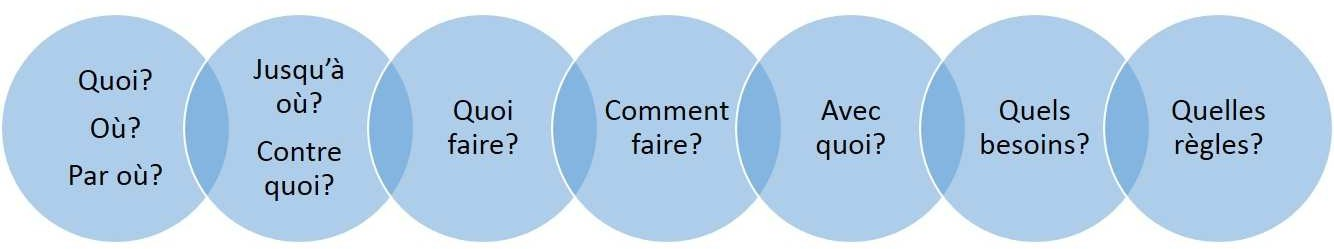 Quoi?
Où?
Par où?
Jusqu’à
où?
Contre
quoi?
Quoi
faire?
Comment
faire?
Avec
quoi?
Quels
besoins?
Quelles
règles?